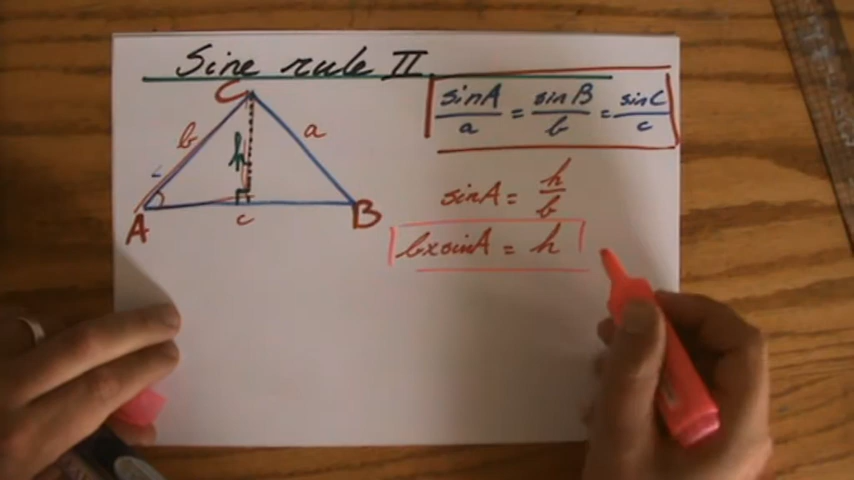 Sine rule II
C
sinA/a = sinB/b = sinC/c
b
a
h
sinA = h/b
A
c
B
b×sinA = h